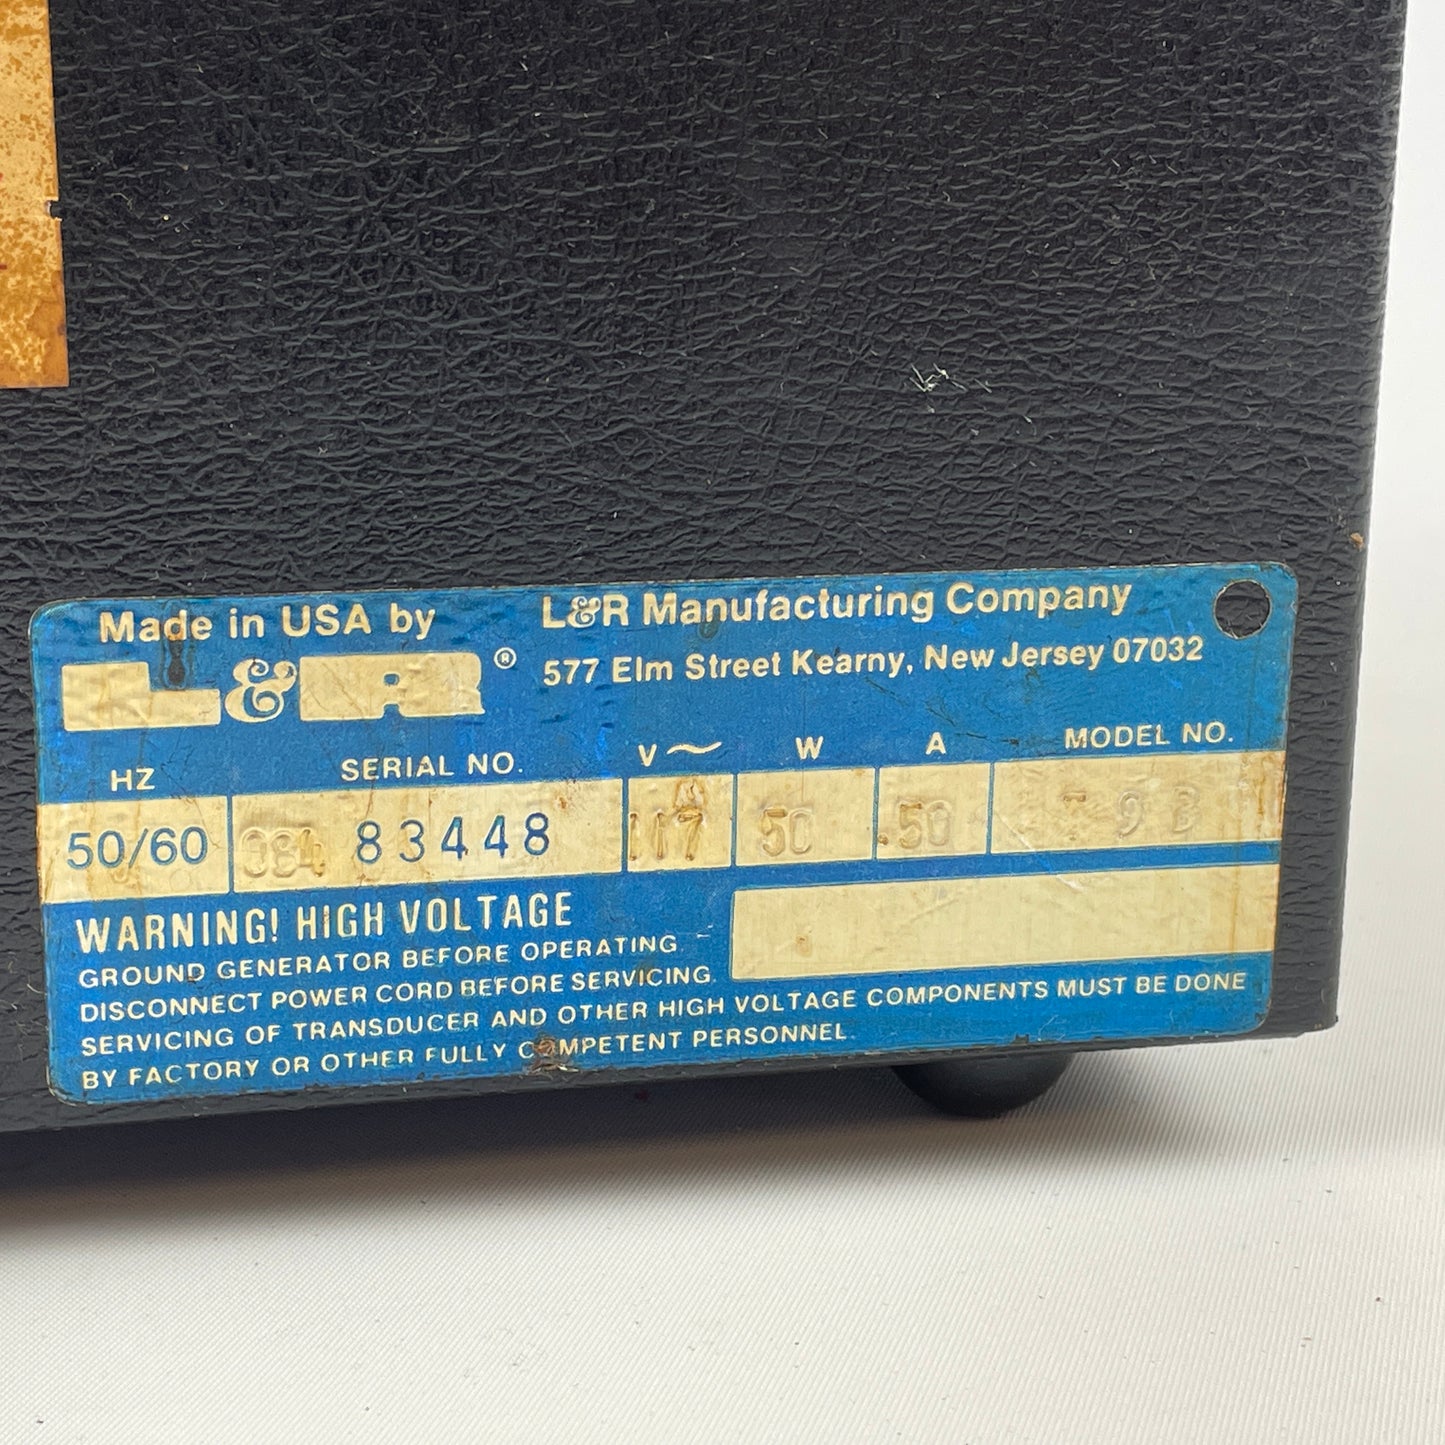 Made in USA by
L&R®
L&R Manufacturing Company
577 Elm Street Kearny, New Jersey 07032
HZ SERIAL NO. V~ W A MODEL NO.
50/60 084 83448 117 50 .50 T 9 B
WARNING! HIGH VOLTAGE
GROUND GENERATOR BEFORE OPERATING.
DISCONNECT POWER CORD BEFORE SERVICING.
SERVICING OF TRANSDUCER AND OTHER HIGH VOLTAGE COMPONENTS MUST BE DONE
BY FACTORY OR OTHER FULLY COMPETENT PERSONNEL.